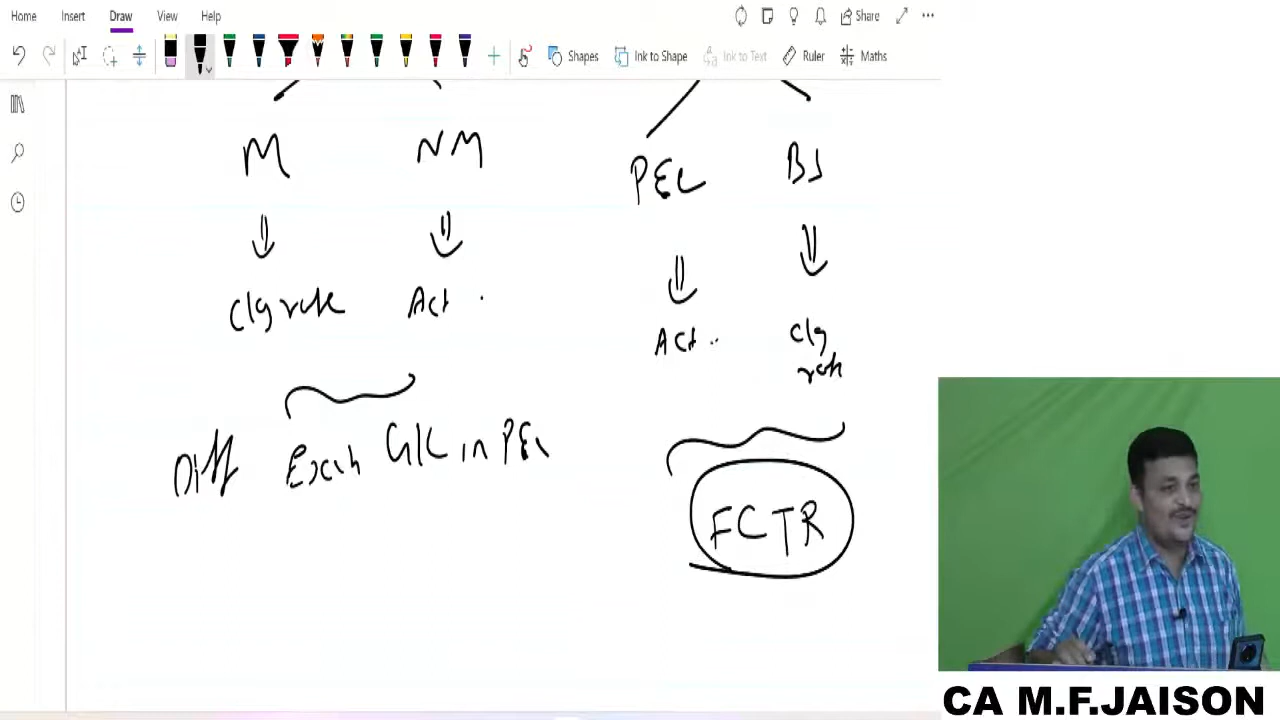 Home Insert Draw View Help Share
Shapes Ink to Shape Ink to Text Ruler Maths
M NM PEL BS
Clg rate Act. Act.. Clg
rate
Diff Exch G/L in PEL
FCTR
CA M.F.JAISON